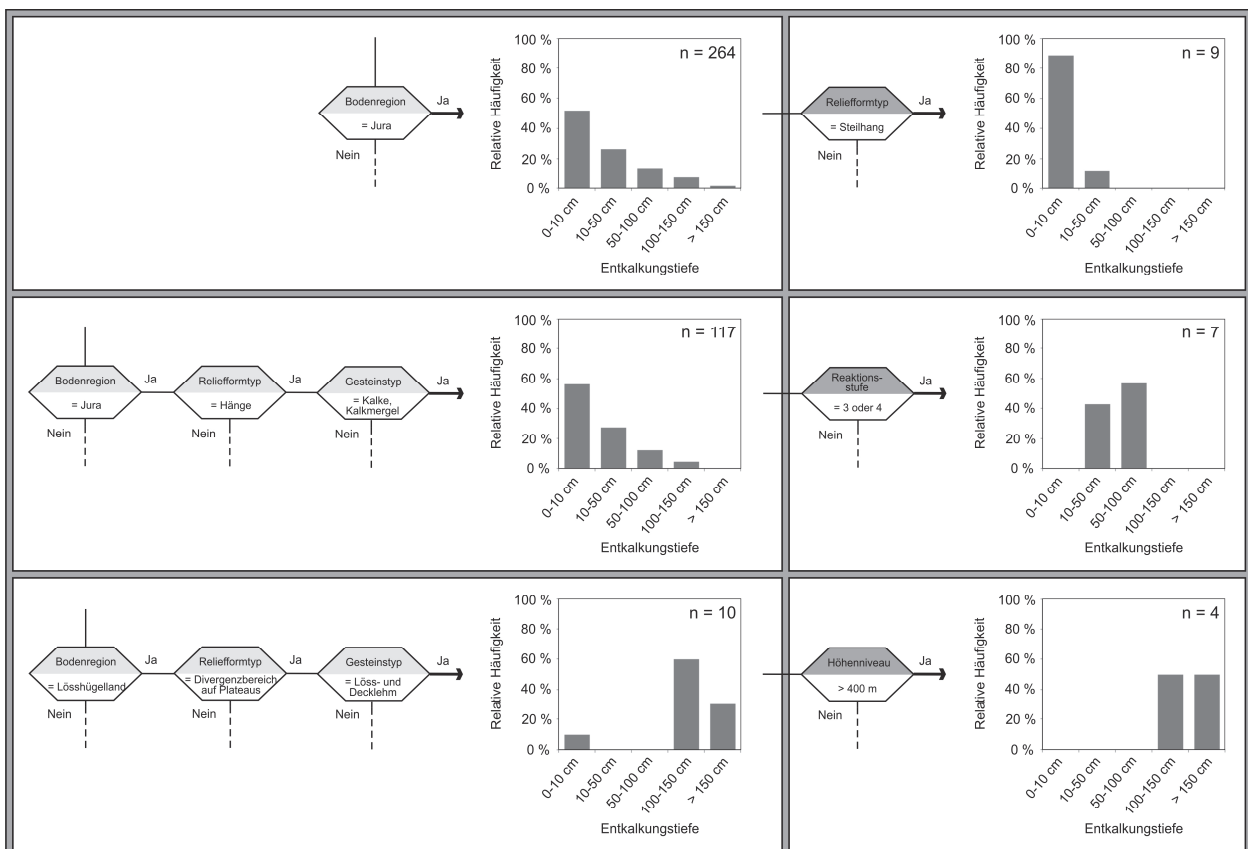 Bodenregion
= Jura
Ja
Nein
Relative Häufigkeit
100 %
80 %
60 %
40 %
20 %
0 %
n = 264
0-10 cm
10-50 cm
50-100 cm
100-150 cm
> 150 cm
Entkalkungstiefe
Reliefformtyp
= Steilhang
Ja
Nein
Relative Häufigkeit
100 %
80 %
60 %
40 %
20 %
0 %
n = 9
0-10 cm
10-50 cm
50-100 cm
100-150 cm
> 150 cm
Entkalkungstiefe
Bodenregion
= Jura
Ja
Nein
Reliefformtyp
= Hänge
Ja
Nein
Gesteinstyp
= Kalke,
Kalkmergel
Ja
Nein
Relative Häufigkeit
100 %
80 %
60 %
40 %
20 %
0 %
n = 117
0-10 cm
10-50 cm
50-100 cm
100-150 cm
> 150 cm
Entkalkungstiefe
Reaktions-
stufe
= 3 oder 4
Ja
Nein
Relative Häufigkeit
100 %
80 %
60 %
40 %
20 %
0 %
n = 7
0-10 cm
10-50 cm
50-100 cm
100-150 cm
> 150 cm
Entkalkungstiefe
Bodenregion
= Lösshügelland
Ja
Nein
Reliefformtyp
= Divergenzbereich
auf Plateaus
Ja
Nein
Gesteinstyp
= Löss- und
Decklehm
Ja
Nein
Relative Häufigkeit
100 %
80 %
60 %
40 %
20 %
0 %
n = 10
0-10 cm
10-50 cm
50-100 cm
100-150 cm
> 150 cm
Entkalkungstiefe
Höhenniveau
> 400 m
Ja
Nein
Relative Häufigkeit
100 %
80 %
60 %
40 %
20 %
0 %
n = 4
0-10 cm
10-50 cm
50-100 cm
100-150 cm
> 150 cm
Entkalkungstiefe